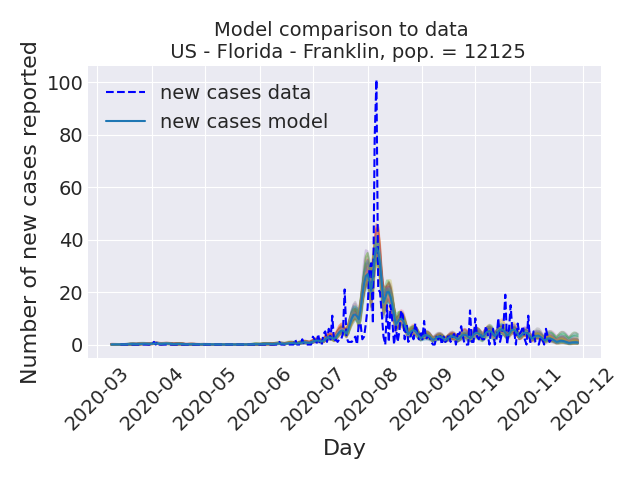 Model comparison to data
US - Florida - Franklin, pop. = 12125
Number of new cases reported
100
80
60
40
20
0
new cases data
new cases model
2020-03
2020-04
2020-05
2020-06
2020-07
2020-08
2020-09
2020-10
2020-11
2020-12
Day